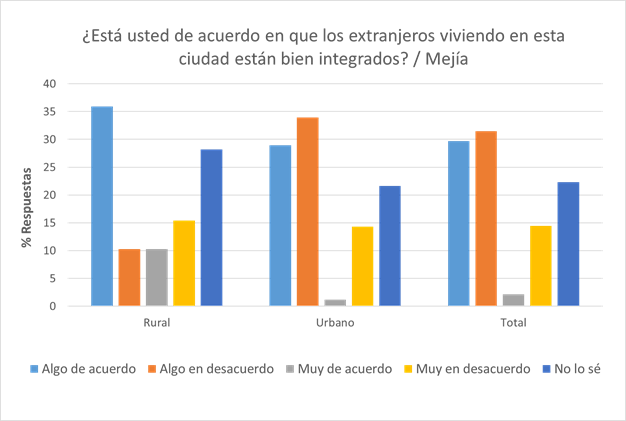 ¿Está usted de acuerdo en que los extranjeros viviendo en esta
ciudad están bien integrados? / Mejía
% Respuestas
40
35
30
25
20
15
10
5
0
Rural
Urbano
Total
Algo de acuerdo
Algo en desacuerdo
Muy de acuerdo
Muy en desacuerdo
No lo sé